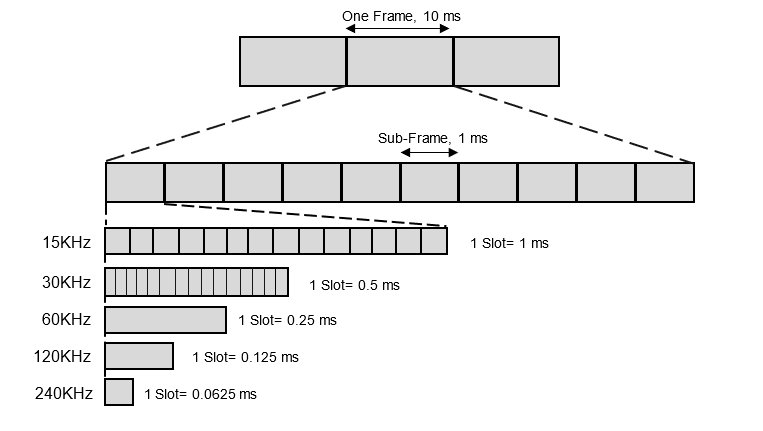 One Frame, 10 ms
Sub-Frame, 1 ms
15KHz 1 Slot= 1 ms
30KHz 1 Slot= 0.5 ms
60KHz 1 Slot= 0.25 ms
120KHz 1 Slot= 0.125 ms
240KHz 1 Slot= 0.0625 ms